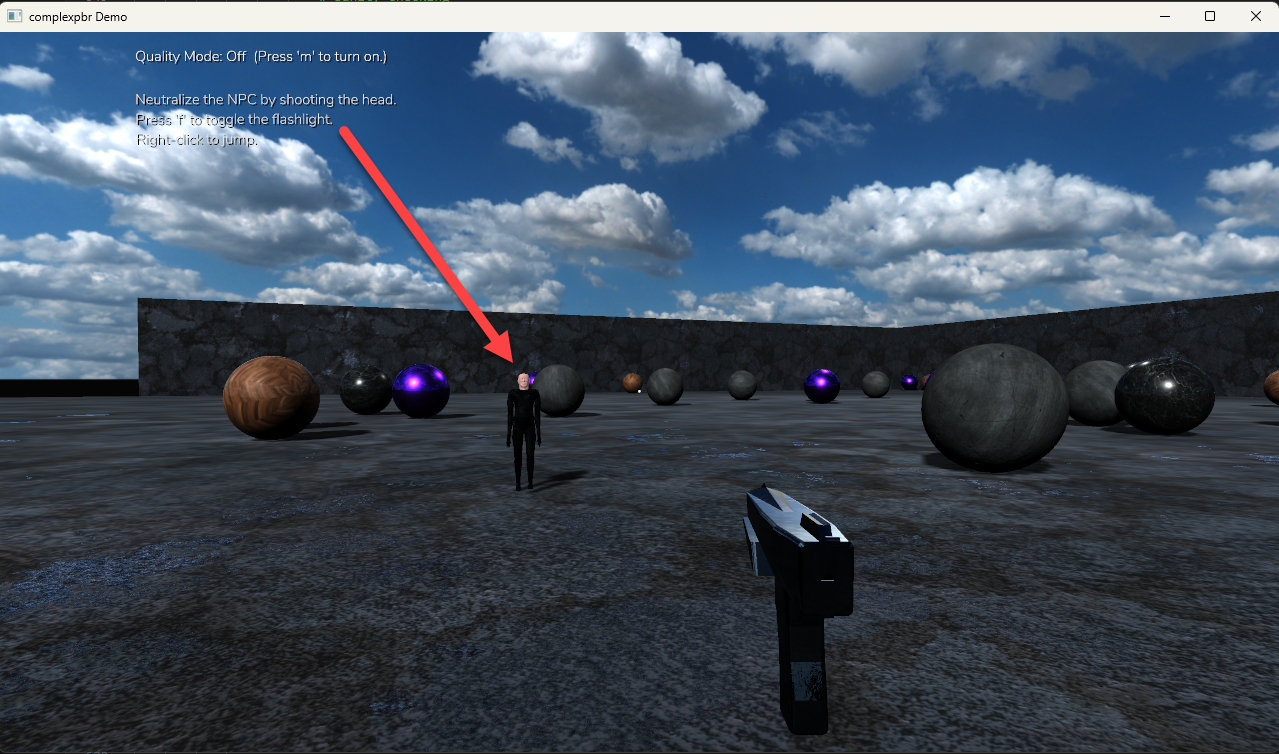 complexpbr Demo
Quality Mode: Off (Press 'm' to turn on.)
Neutralize the NPC by shooting the head.
Press 'f' to toggle the flashlight.
Right-click to jump.